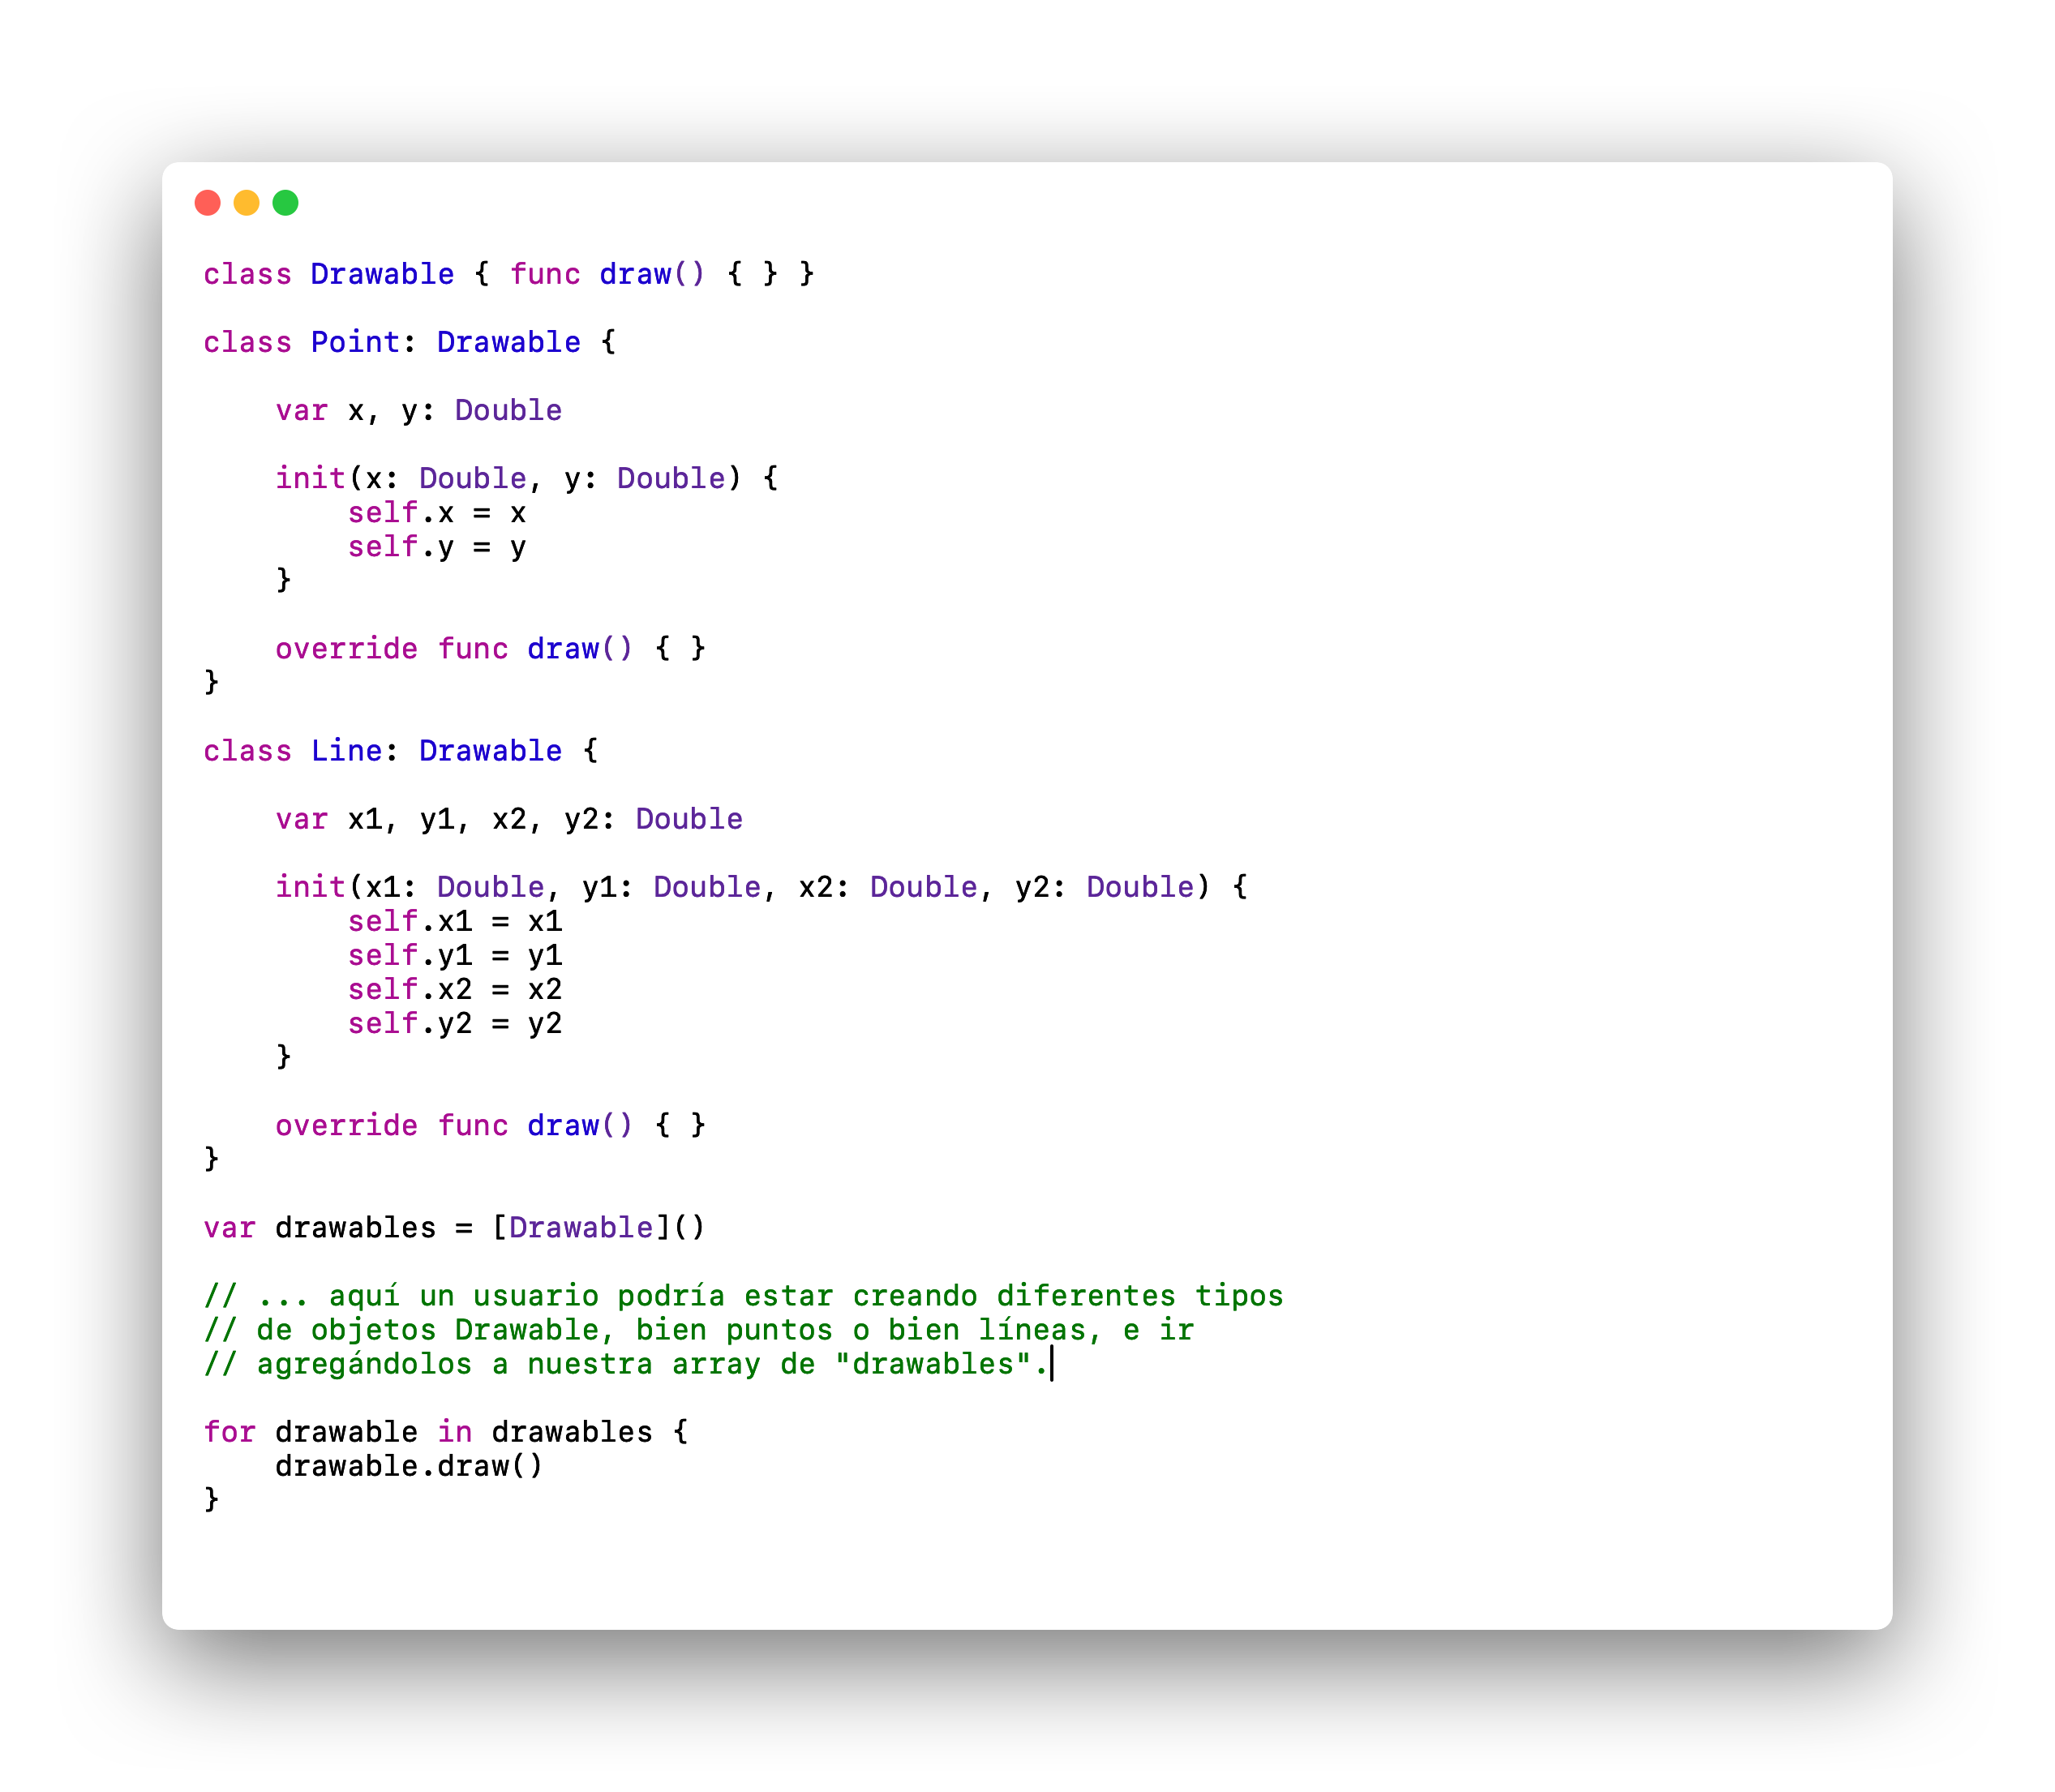 class Drawable { func draw() { } }
class Point: Drawable {
var x, y: Double
init(x: Double, y: Double) {
self.x = x
self.y = y
}
override func draw() { }
}
class Line: Drawable {
var x1, y1, x2, y2: Double
init(x1: Double, y1: Double, x2: Double, y2: Double) {
self.x1 = x1
self.y1 = y1
self.x2 = x2
self.y2 = y2
}
override func draw() { }
}
var drawables = [Drawable]()
// ... aquí un usuario podría estar creando diferentes tipos
// de objetos Drawable, bien puntos o bien líneas, e ir
// agregándolos a nuestra array de "drawables".
for drawable in drawables {
drawable.draw()
}